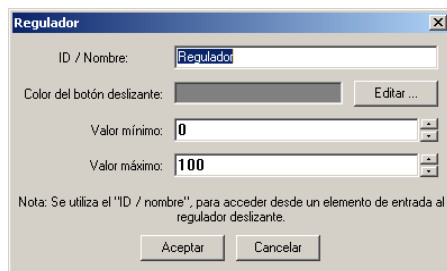 Regulador
ID / Nombre: Regulador
Color del botón deslizante: Editar ...
Valor mínimo: 0
Valor máximo: 100
Nota: Se utiliza el "ID / nombre", para acceder desde un elemento de entrada al
regulador deslizante.
Aceptar Cancelar